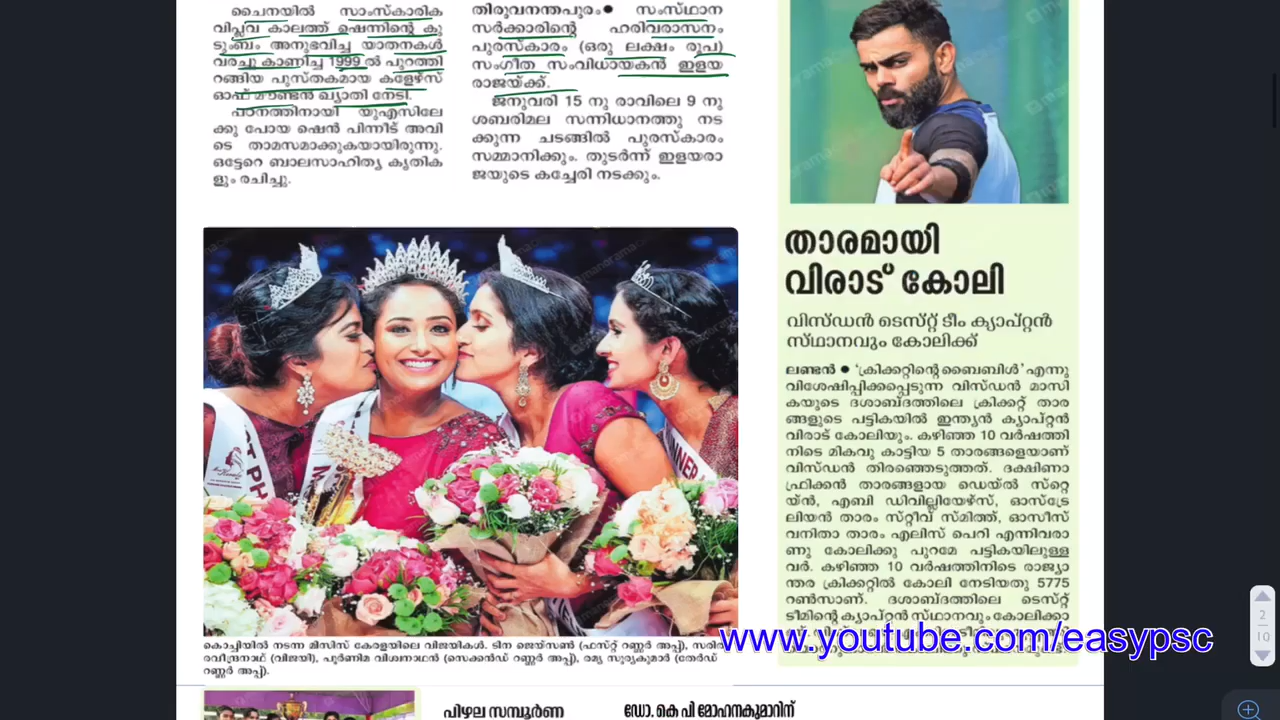 ചൈനയിൽ സാംസ്കാരിക
വിപ്ലവ കാലത്ത് ഷെന്നിന്റെ കു
ടുംബം അനുഭവിച്ച യാതനകൾ
വരച്ചു കാണിച്ച 1999 ൽ പുറത്തി
റങ്ങിയ പുസ്തകമായ കളേഴ്സ്
ഓഫ് മൗണ്ടൻ ഖ്യാതി നേടി.
പഠനത്തിനായി യുഎസിലേ
ക്കു പോയ ഷെൻ പിന്നീട് അവി
ടെ താമസമാക്കുകയായിരുന്നു.
ഒട്ടേറെ ബാലസാഹിത്യ കൃതിക
ളും രചിച്ചു.
തിരുവനന്തപുരം● സംസ്ഥാന
സർക്കാരിന്റെ ഹരിവരാസനം
പുരസ്കാരം (ഒരു ലക്ഷം രൂപ)
സംഗീത സംവിധായകൻ ഇളയ
രാജയ്ക്ക്.
ജനുവരി 15 നു രാവിലെ 9 നു
ശബരിമല സന്നിധാനത്തു നട
ക്കുന്ന ചടങ്ങിൽ പുരസ്കാരം
സമ്മാനിക്കും. തുടർന്ന് ഇളയരാ
ജയുടെ കച്ചേരി നടക്കും.
താരമായി
വിരാട് കോലി
വിസ്ഡൻ ടെസ്റ്റ് ടീം ക്യാപ്റ്റൻ
സ്ഥാനവും കോലിക്ക്
ലണ്ടൻ ● ‘ക്രിക്കറ്റിന്റെ ബൈബിൾ’ എന്നു
വിശേഷിപ്പിക്കപ്പെടുന്ന വിസ്ഡൻ മാസി
കയുടെ ദശാബ്ദത്തിലെ ക്രിക്കറ്റ് താര
ങ്ങളുടെ പട്ടികയിൽ ഇന്ത്യൻ ക്യാപ്റ്റൻ
വിരാട് കോലിയും. കഴിഞ്ഞ 10 വർഷത്തി
നിടെ മികവു കാട്ടിയ 5 താരങ്ങളെയാണ്
വിസ്ഡൻ തിരഞ്ഞെടുത്തത്. ദക്ഷിണാ
ഫ്രിക്കൻ താരങ്ങളായ ഡെയ്ൽ സ്റ്റെ
യ്ൻ, എബി ഡിവില്ലിയേഴ്സ്, ഓസ്ട്രേ
ലിയൻ താരം സ്റ്റീവ് സ്മിത്ത്, ഓസീസ്
വനിതാ താരം എലിസ് പെറി എന്നിവരാ
ണു കോലിക്കു പുറമേ പട്ടികയിലുള്ള
വർ. കഴിഞ്ഞ 10 വർഷത്തിനിടെ രാജ്യാ
ന്തര ക്രിക്കറ്റിൽ കോലി നേടിയതു 5775
റൺസാണ്. ദശാബ്ദത്തിലെ ടെസ്റ്റ്
ടീമിന്റെ ക്യാപ്റ്റൻ സ്ഥാനവും കോലിക്കാ
www.youtube.com/easypsc
കൊച്ചിയിൽ നടന്ന മിസിസ് കേരളയിലെ വിജയികൾ. ടിന ജെയ്സൺ (ഫസ്റ്റ് റണ്ണർ അപ്പ്), സരിത
രവീന്ദ്രനാഥ് (വിജയി), പൂർണിമ വിശ്വനാഥൻ (സെക്കൻഡ് റണ്ണർ അപ്പ്), രമ്യ സൂര്യകുമാർ (തേർഡ്
റണ്ണർ അപ്പ്).
പിഴല സമ്പൂർണ
ഡോ. കെ പി മോഹനകുമാറിന്
2
10